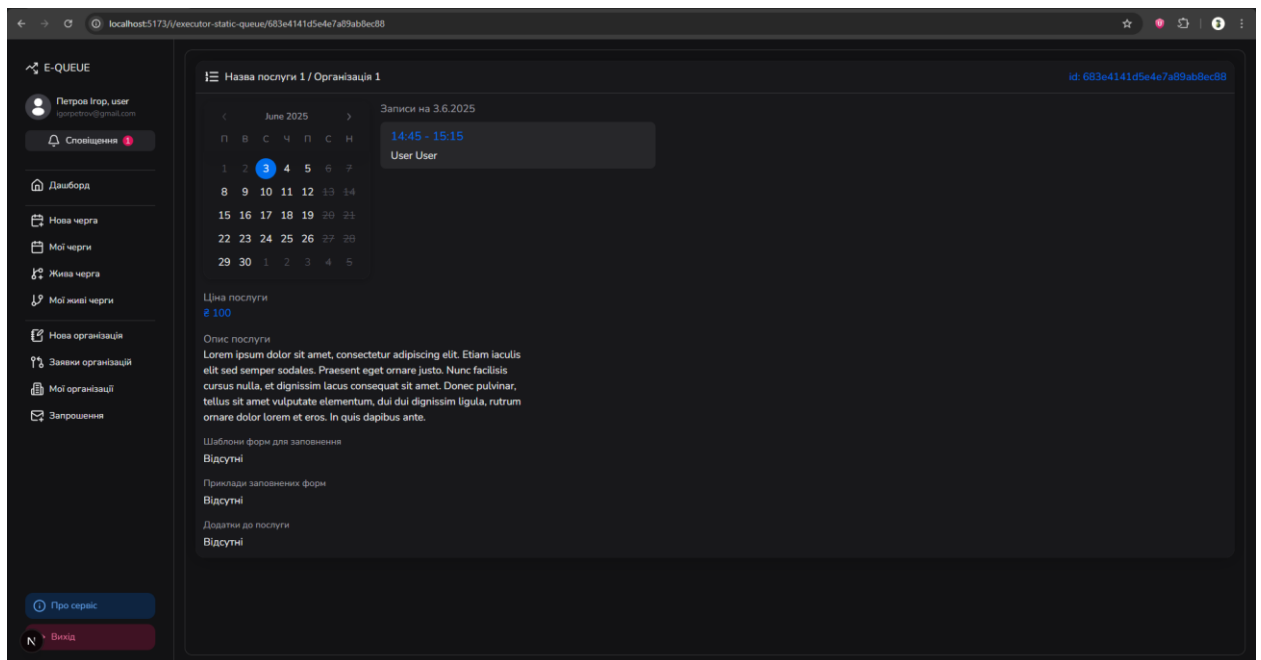 localhost:5173/i/executor-static-queue/683e4141d5e4e7a89ab8ec88
E-QUEUE
Петров Ігор, user
igorpetrov@gmail.com
Сповіщення 1
Дашборд
Нова черга
Мої черги
Жива черга
Мої живі черги
Нова організація
Заявки організацій
Мої організації
Запрошення
Про сервіс
Вихід
N
Назва послуги 1 / Організація 1
id: 683e4141d5e4e7a89ab8ec88
June 2025
П В С Ч П С Н
1 2 3 4 5 6 7
8 9 10 11 12 13 14
15 16 17 18 19 20 21
22 23 24 25 26 27 28
29 30 1 2 3 4 5
Записи на 3.6.2025
14:45 - 15:15
User User
Ціна послуги
₴ 100
Опис послуги
Lorem ipsum dolor sit amet, consectetur adipiscing elit. Etiam iaculis
elit sed semper sodales. Praesent eget ornare justo. Nunc facilisis
cursus nulla, et dignissim lacus consequat sit amet. Donec pulvinar,
tellus sit amet vulputate elementum, dui dui dignissim ligula, rutrum
ornare dolor lorem et eros. In quis dapibus ante.
Шаблони форм для заповнення
Відсутні
Приклади заповнених форм
Відсутні
Додатки до послуги
Відсутні